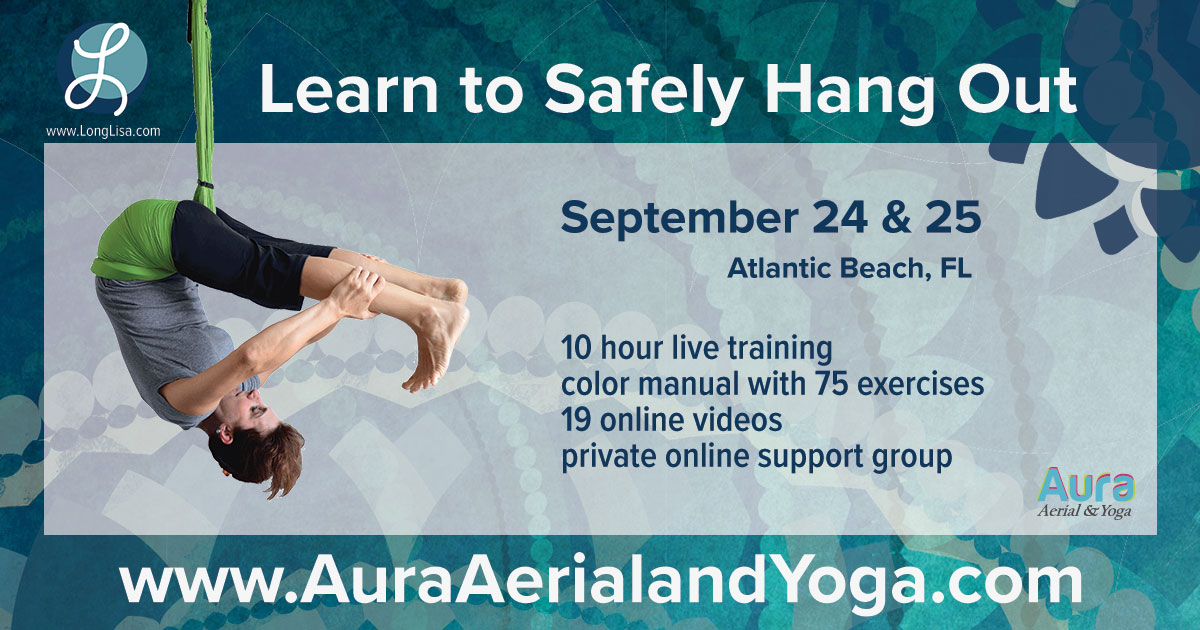 www.LongLisa.com
Learn to Safely Hang Out
September 24 & 25
Atlantic Beach, FL
10 hour live training
color manual with 75 exercises
19 online videos
private online support group
Aura
Aerial & Yoga
www.AuraAerialandYoga.com